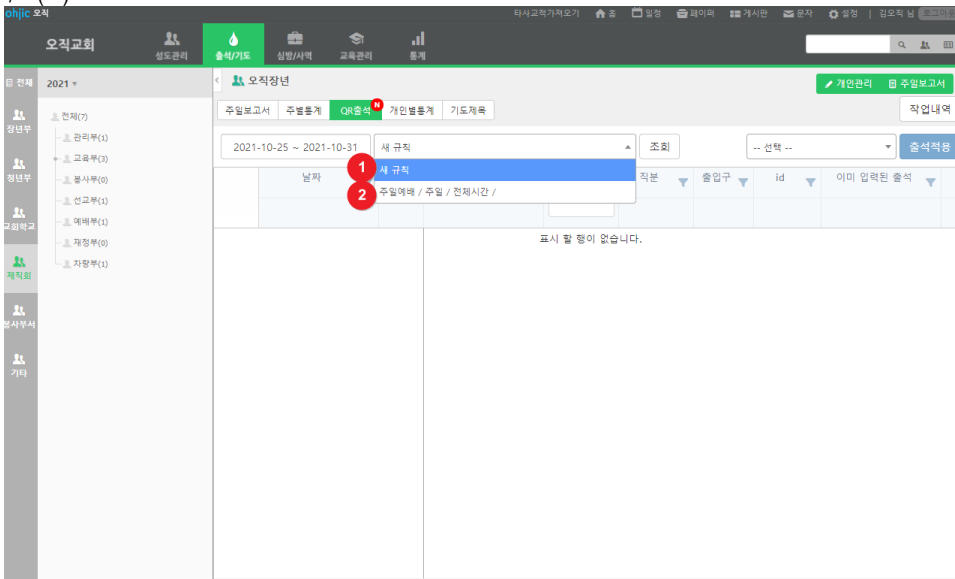 ohjic 오직
타사교적가져오기 홈 일정 페이퍼 게시판 문자 설정 | 김오직 님 로그아웃
오직교회
성도관리 출석/기도 심방/사역 교육관리 통계
전체 2021
오직장년
개인관리 주일보고서
주일보고서 주별통계 QR출석 N 개인별통계 기도제목
작업내역
장년부
청년부
교회학교
제직회
봉사부서
기타
전체(7)
관리부(1)
교육부(3)
봉사부(0)
선교부(1)
예배부(1)
재정부(0)
차량부(1)
2021-10-25 ~ 2021-10-31 새 규칙 조회 -- 선택 -- 출석적용
1 새 규칙
2 주일예배 / 주일 / 전체시간 /
날짜 직분 출입구 id 이미 입력된 출석
표시 할 행이 없습니다.